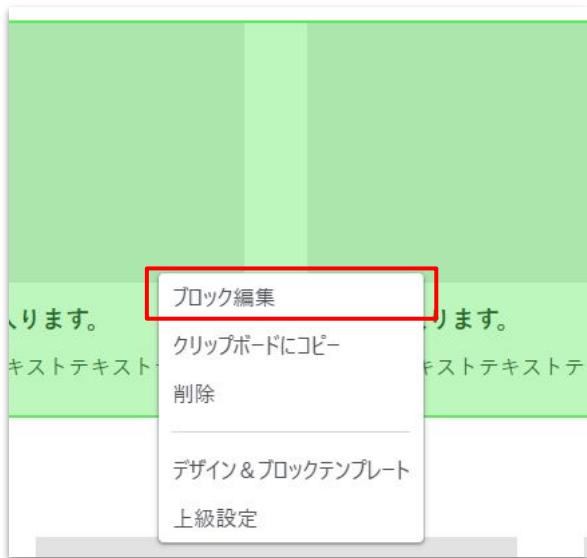 ブロック編集
ります。
ります。
クリップボードにコピー
キストテキスト
キストテキストテ
削除
デザイン＆ブロックテンプレート
上級設定